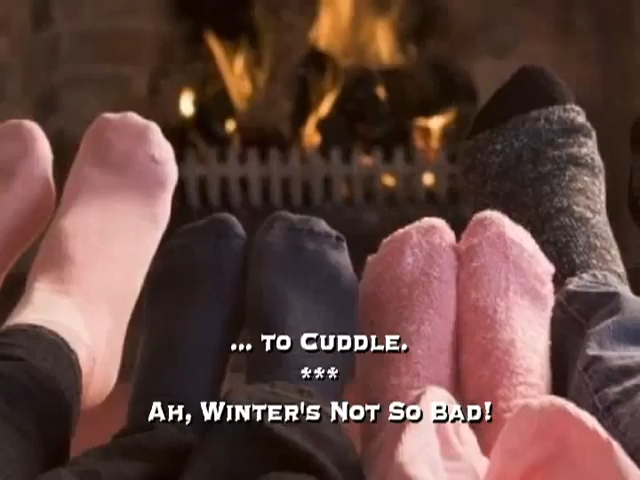 ... to Cuddle.
***
Ah, Winter's Not So Bad!